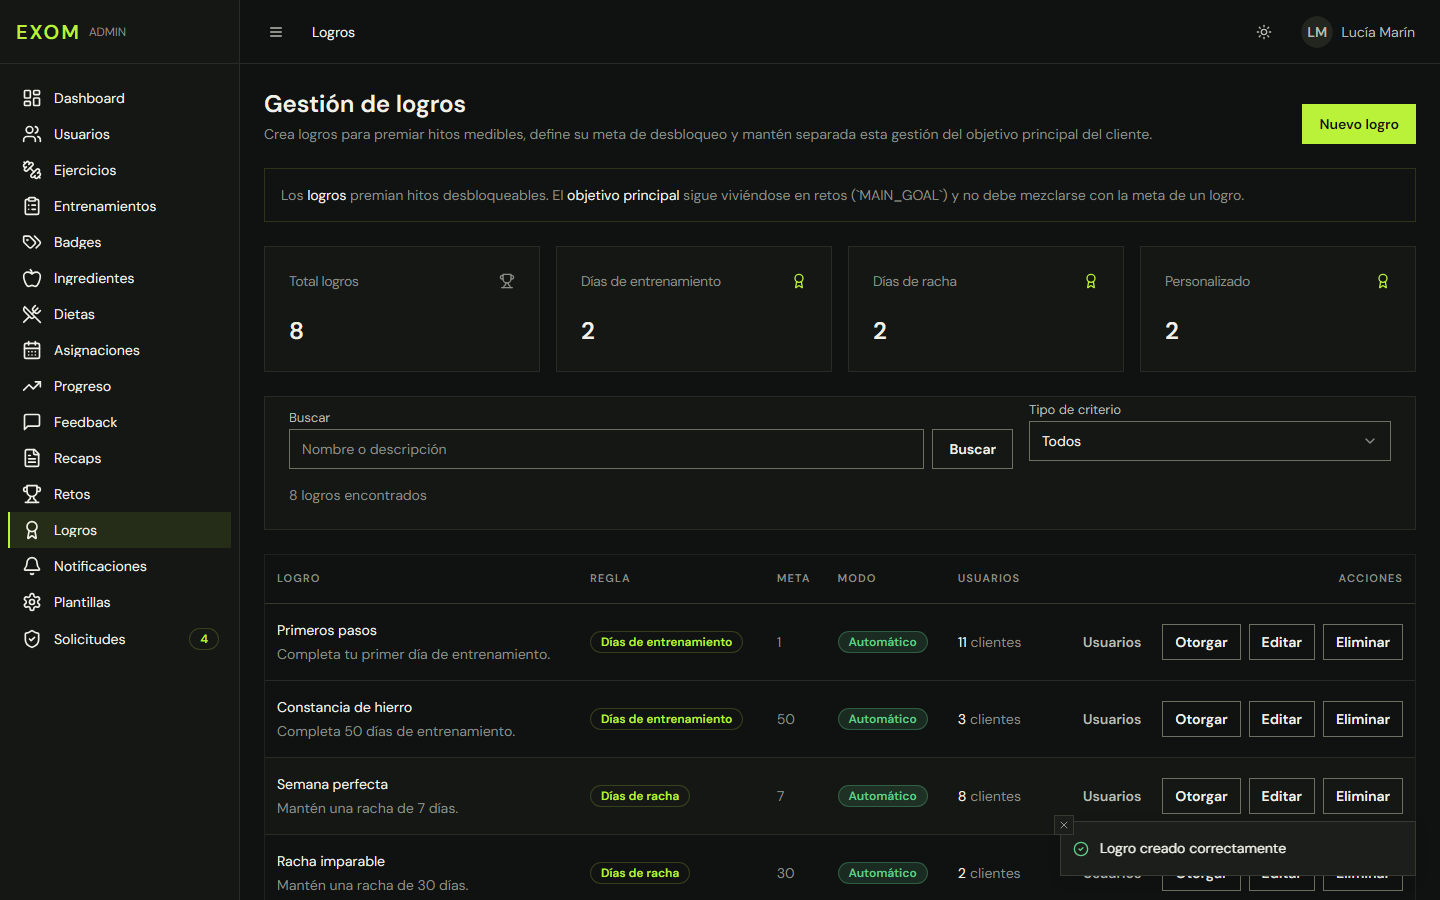 EXOM ADMIN
Logros
LM Lucía Marín
Dashboard
Usuarios
Ejercicios
Entrenamientos
Badges
Ingredientes
Dietas
Asignaciones
Progreso
Feedback
Recaps
Retos
Logros
Notificaciones
Plantillas
Solicitudes 4
Gestión de logros
Crea logros para premiar hitos medibles, define su meta de desbloqueo y mantén separada esta gestión del objetivo principal del cliente.
Nuevo logro
Los logros premian hitos desbloqueables. El objetivo principal sigue viviéndose en retos (`MAIN_GOAL`) y no debe mezclarse con la meta de un logro.
Total logros
8
Días de entrenamiento
2
Días de racha
2
Personalizado
2
Buscar
Nombre o descripción
Buscar
Tipo de criterio
Todos
8 logros encontrados
LOGRO REGLA META MODO USUARIOS ACCIONES
Primeros pasos
Completa tu primer día de entrenamiento.
Días de entrenamiento 1 Automático 11 clientes Usuarios Otorgar Editar Eliminar
Constancia de hierro
Completa 50 días de entrenamiento.
Días de entrenamiento 50 Automático 3 clientes Usuarios Otorgar Editar Eliminar
Semana perfecta
Mantén una racha de 7 días.
Días de racha 7 Automático 8 clientes Usuarios Otorgar Editar Eliminar
Racha imparable
Mantén una racha de 30 días.
Días de racha 30 Automático 2 clientes Usuarios Otorgar Editar Eliminar
Logro creado correctamente